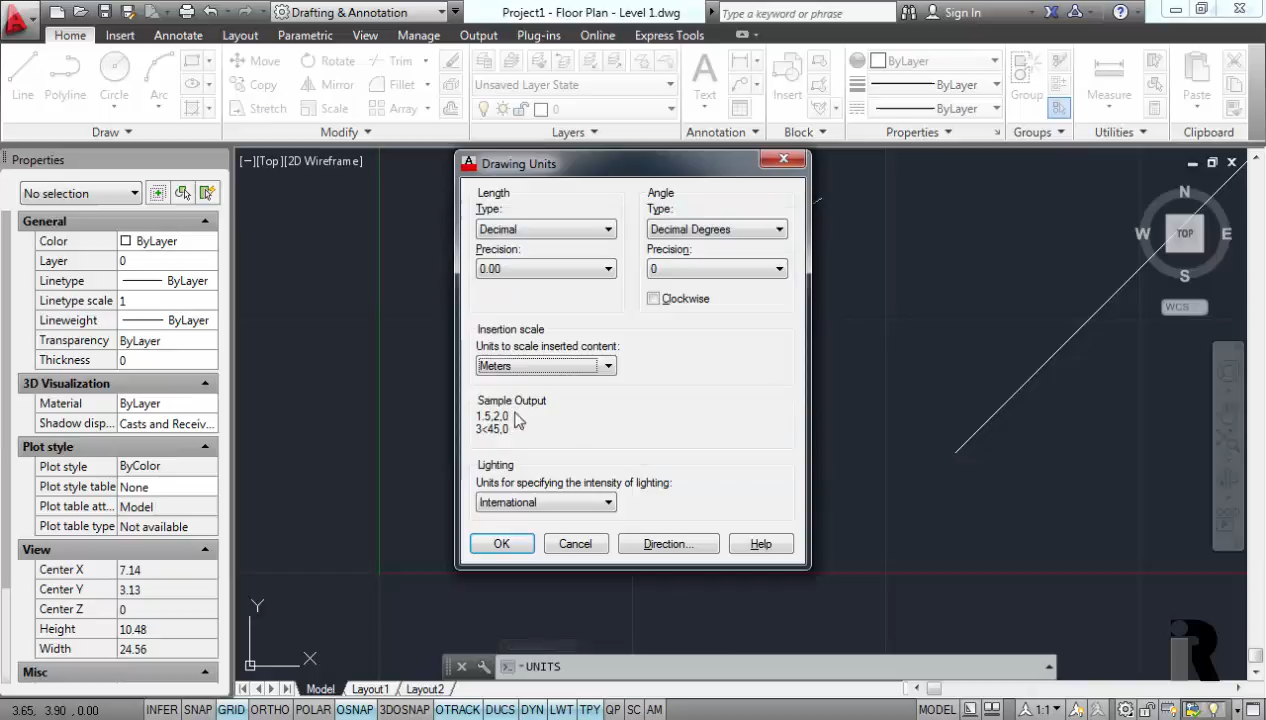 Drafting & Annotation
Project1 - Floor Plan - Level 1.dwg
Type a keyword or phrase
Sign In
Home Insert Annotate Layout Parametric View Manage Output Plug-ins Online Express Tools
Line
Polyline
Circle
Arc
Move
Rotate
Trim
Copy
Mirror
Fillet
Stretch
Scale
Array
Unsaved Layer State
0
Text
Insert
ByLayer
ByLayer
ByLayer
Group
Measure
Paste
Draw
Modify
Layers
Annotation
Block
Properties
Groups
Utilities
Clipboard
Properties
No selection
General
Color ByLayer
Layer 0
Linetype ByLayer
Linetype scale 1
Lineweight ByLayer
Transparency ByLayer
Thickness 0
3D Visualization
Material ByLayer
Shadow disp... Casts and Receiv...
Plot style
Plot style ByColor
Plot style table None
Plot table att... Model
Plot table type Not available
View
Center X 7.14
Center Y 3.13
Center Z 0
Height 10.48
Width 24.56
Misc
[−][Top][2D Wireframe]
Drawing Units
Length
Type:
Decimal
Precision:
0.00
Angle
Type:
Decimal Degrees
Precision:
0
Clockwise
Insertion scale
Units to scale inserted content:
Meters
Sample Output
1.5,2,0
3<45,0
Lighting
Units for specifying the intensity of lighting:
International
OK
Cancel
Direction...
Help
N
W
TOP
E
S
WCS
Y
X
UNITS
Model Layout1 Layout2
3.65, 3.90 , 0.00
INFER SNAP GRID ORTHO POLAR OSNAP 3DOSNAP OTRACK DUCS DYN LWT TPY QP SC AM
MODEL
1:1
iR